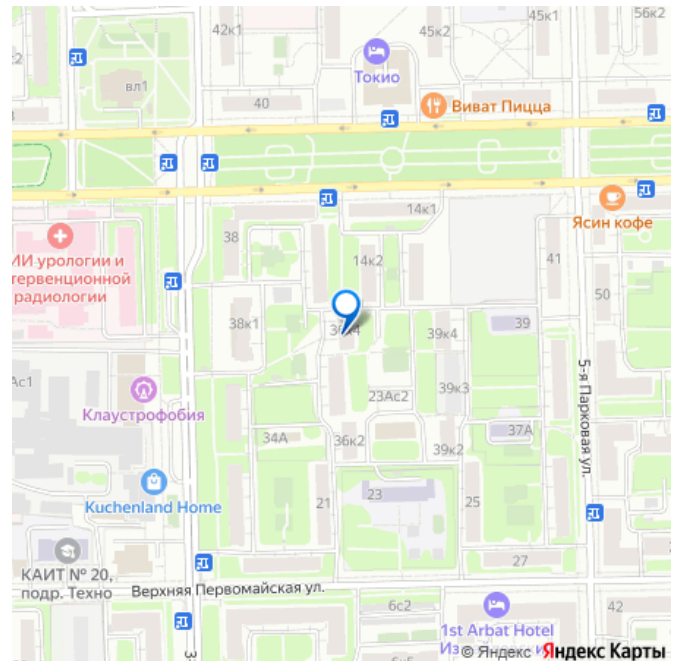 42к1
45к1
56к2
Токио
вл1
40
Виват Пицца
14к1
Ясин кофе
38
14к2
41
ИИ урологии и
тервенционной
радиологии
50
38к1
39к4
39
5-я Парковая ул.
Ас1
Клаустрофобия
23Ас2
39к3
34А
36к2
39к2
37А
Kuchenland Home
21
23
25
27
КАИТ № 20,
подр. Техно
Верхняя Первомайская ул.
6с2
42
1st Arbat Hotel
© Яндекс Яндекс Карты